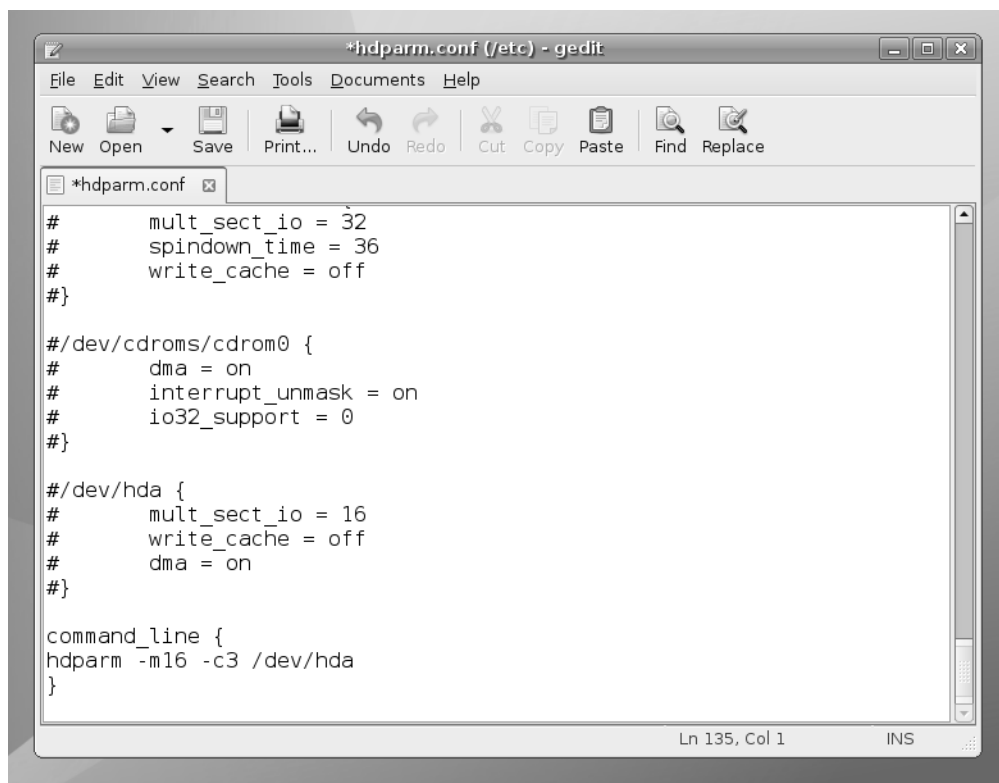 *hdparm.conf (/etc) - gedit
File Edit View Search Tools Documents Help
New Open Save Print... Undo Redo Cut Copy Paste Find Replace
*hdparm.conf
# mult_sect_io = 32
# spindown_time = 36
# write_cache = off
#}
#/dev/cdroms/cdrom0 {
# dma = on
# interrupt_unmask = on
# io32_support = 0
#}
#/dev/hda {
# mult_sect_io = 16
# write_cache = off
# dma = on
#}
command_line {
hdparm -m16 -c3 /dev/hda
}
Ln 135, Col 1 INS